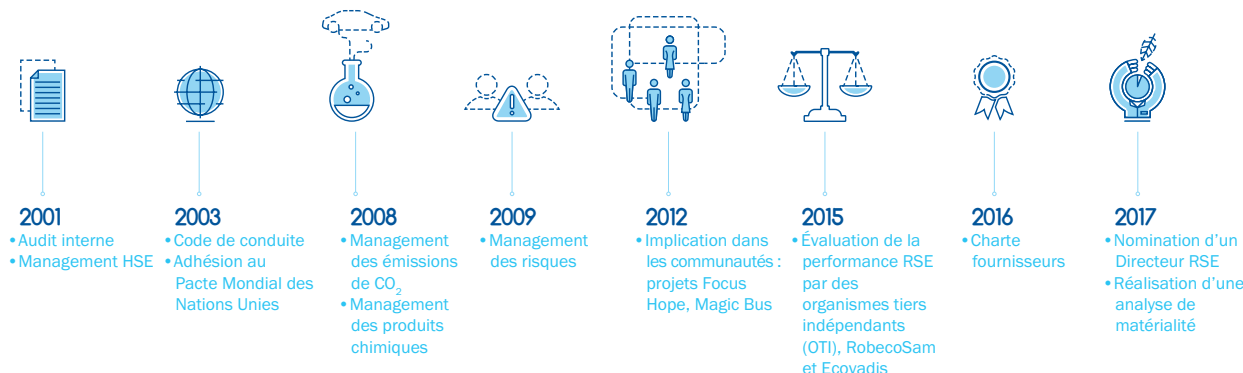 2001
• Audit interne
• Management HSE
2003
• Code de conduite
• Adhésion au
Pacte Mondial des
Nations Unies
2008
• Management
des émissions
de CO₂
• Management
des produits
chimiques
2009
• Management
des risques
2012
• Implication dans
les communautés :
projets Focus
Hope, Magic Bus
2015
• Évaluation de la
performance RSE
par des
organismes tiers
indépendants
(OTI), RobecoSam
et Ecovadis
2016
• Charte
fournisseurs
2017
• Nomination d’un
Directeur RSE
• Réalisation d’une
analyse de
matérialité